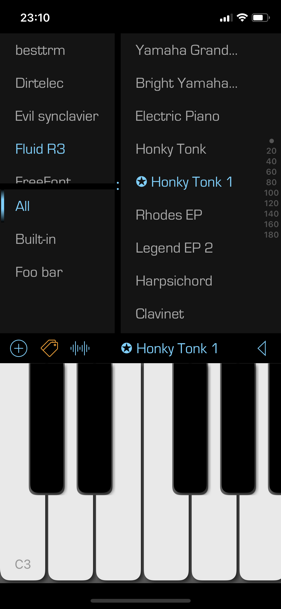 23:10
besttrm
Dirtelec
Evil synclavier
Fluid R3
FreeFont
All
Built-in
Foo bar
Yamaha Grand...
Bright Yamaha...
Electric Piano
Honky Tonk
Honky Tonk 1
Rhodes EP
Legend EP 2
Harpsichord
Clavinet
20
40
60
80
100
120
140
160
180
Honky Tonk 1
C3